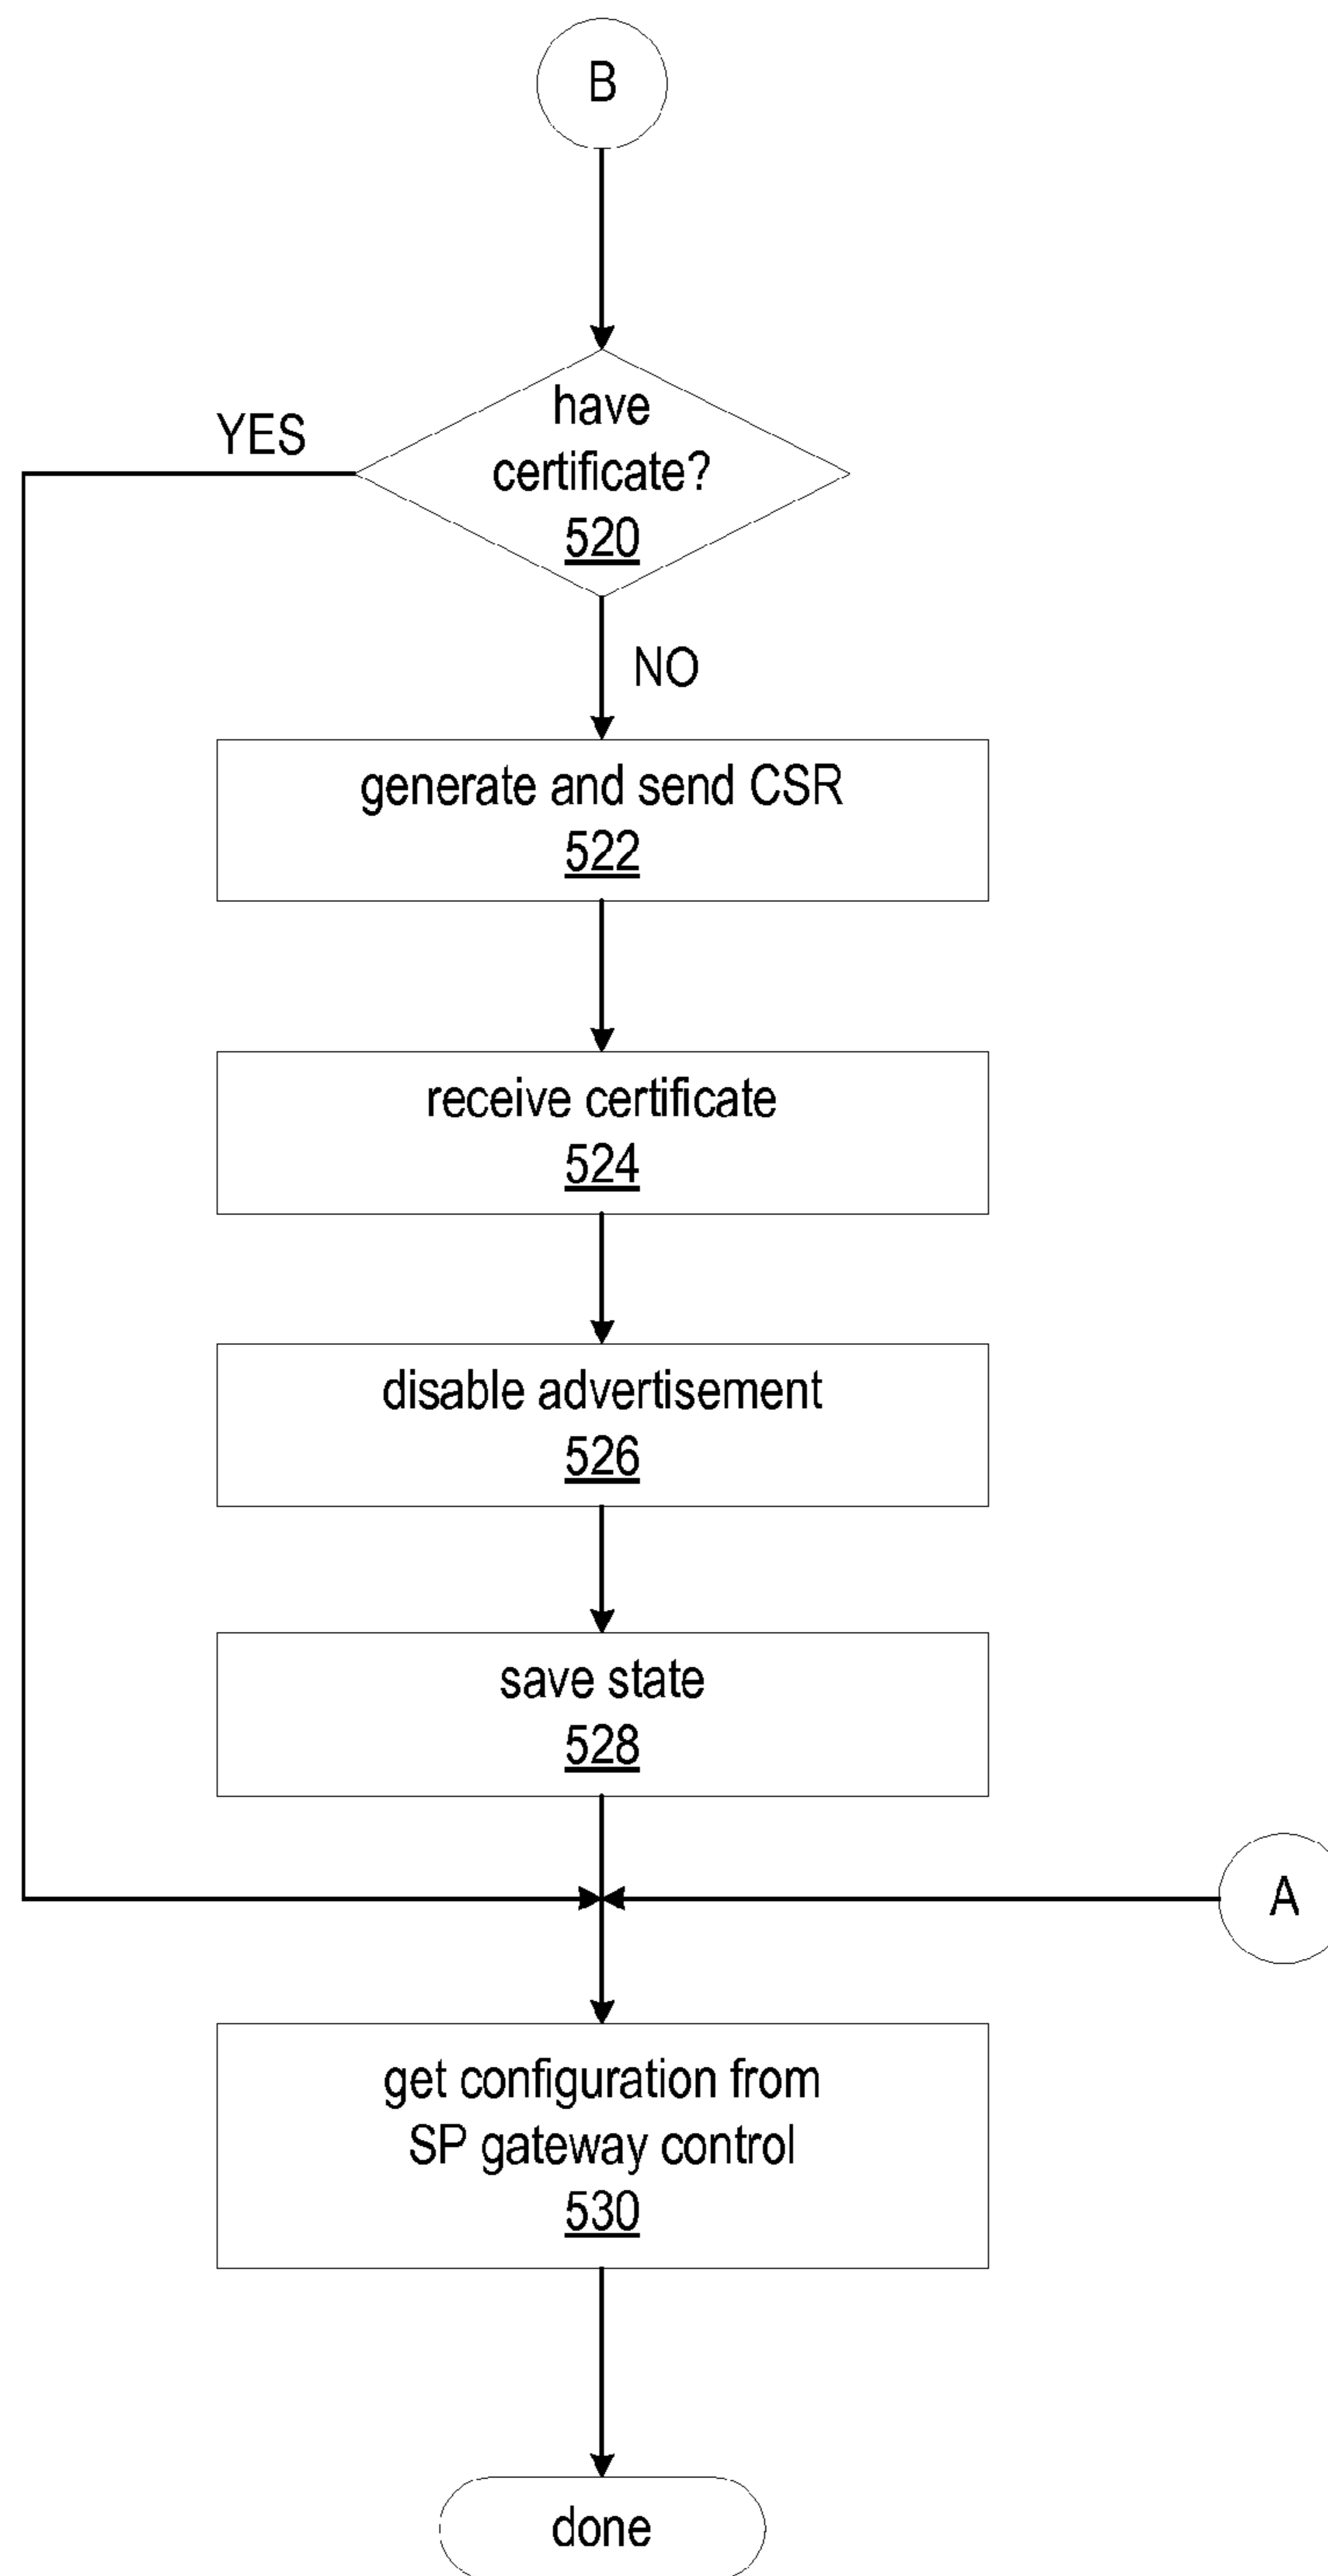 B
have
certificate?
520
YES
NO
generate and send CSR
522
receive certificate
524
disable advertisement
526
save state
528
A
get configuration from
SP gateway control
530
done